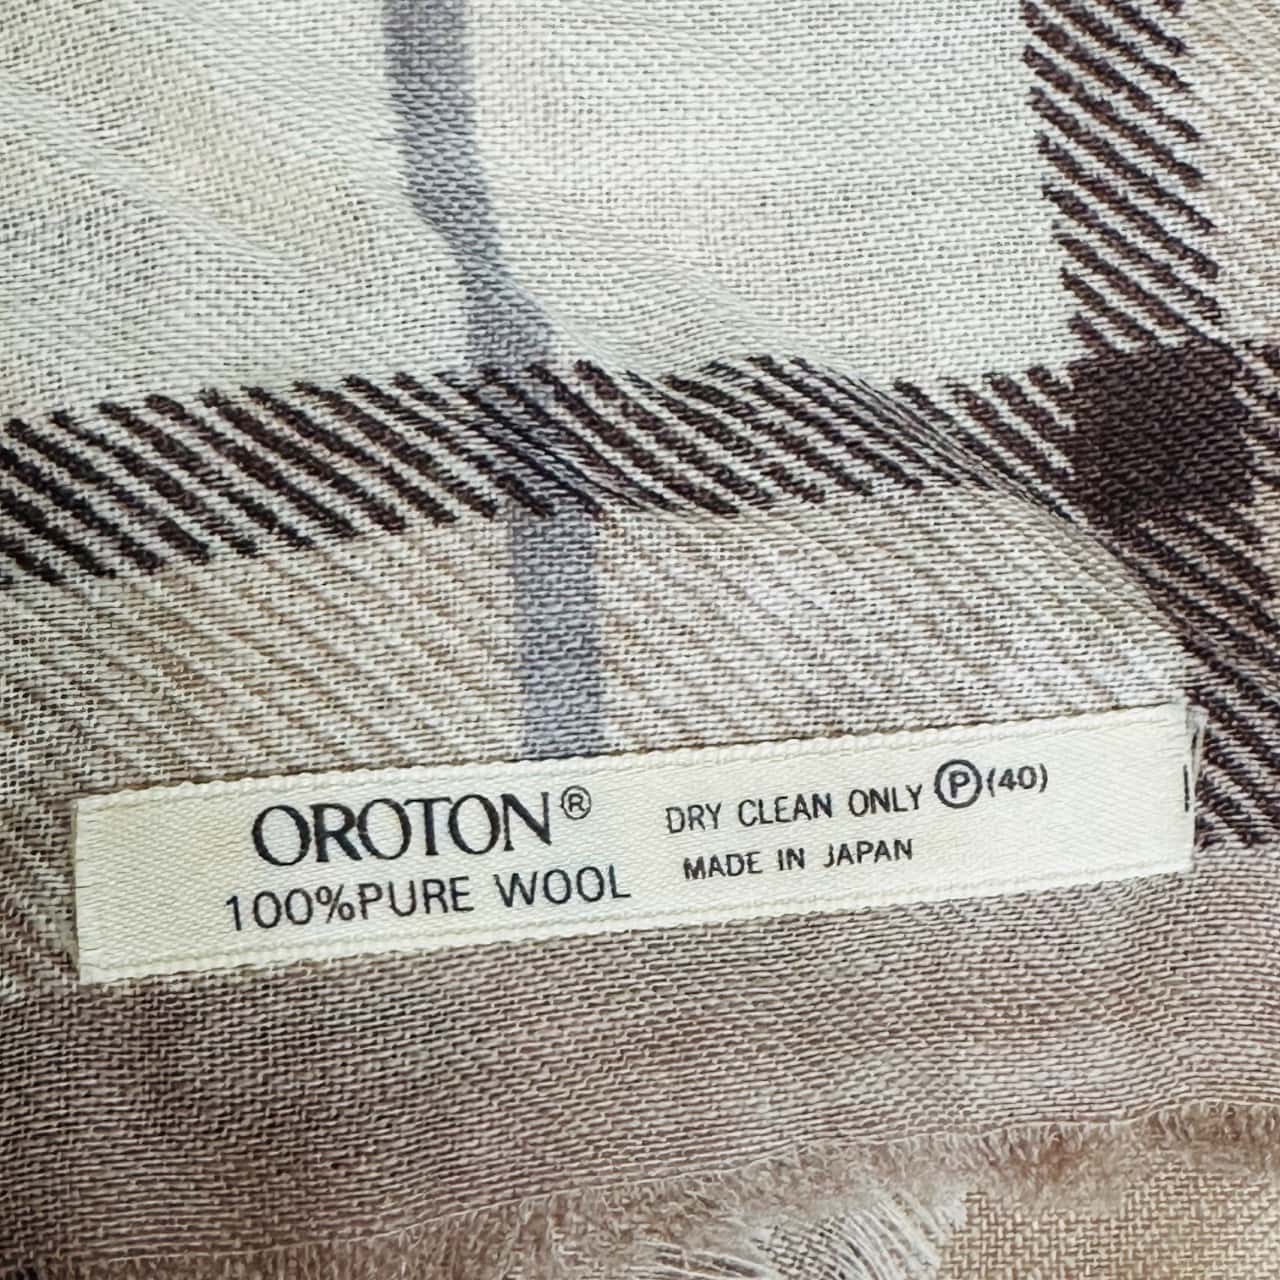 OROTON®
100%PURE WOOL
DRY CLEAN ONLY Ⓟ(40)
MADE IN JAPAN